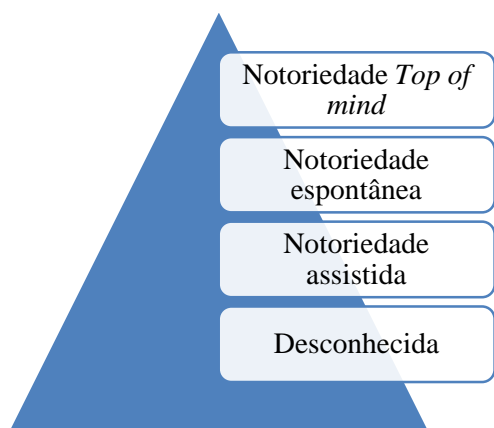 Notoriedade Top of
mind
Notoriedade
espontânea
Notoriedade
assistida
Desconhecida